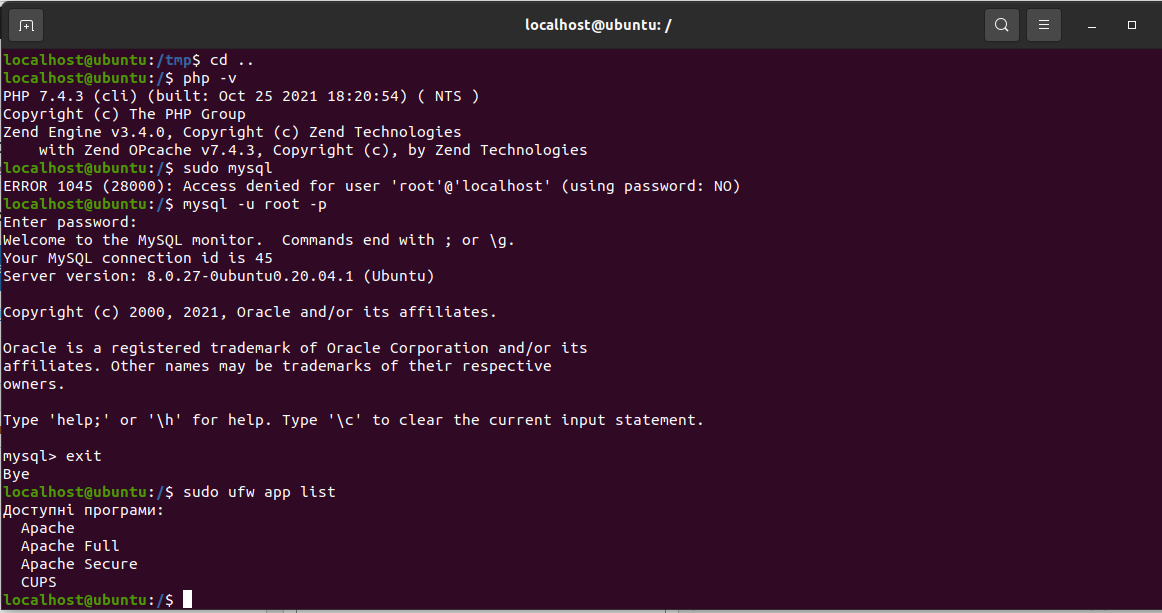 localhost@ubuntu: /
localhost@ubuntu:/tmp$ cd ..
localhost@ubuntu:/$ php -v
PHP 7.4.3 (cli) (built: Oct 25 2021 18:20:54) ( NTS )
Copyright (c) The PHP Group
Zend Engine v3.4.0, Copyright (c) Zend Technologies
    with Zend OPcache v7.4.3, Copyright (c), by Zend Technologies
localhost@ubuntu:/$ sudo mysql
ERROR 1045 (28000): Access denied for user 'root'@'localhost' (using password: NO)
localhost@ubuntu:/$ mysql -u root -p
Enter password:
Welcome to the MySQL monitor.  Commands end with ; or \g.
Your MySQL connection id is 45
Server version: 8.0.27-0ubuntu0.20.04.1 (Ubuntu)
Copyright (c) 2000, 2021, Oracle and/or its affiliates.
Oracle is a registered trademark of Oracle Corporation and/or its
affiliates. Other names may be trademarks of their respective
owners.
Type 'help;' or '\h' for help. Type '\c' to clear the current input statement.
mysql> exit
Bye
localhost@ubuntu:/$ sudo ufw app list
Доступні програми:
  Apache
  Apache Full
  Apache Secure
  CUPS
localhost@ubuntu:/$